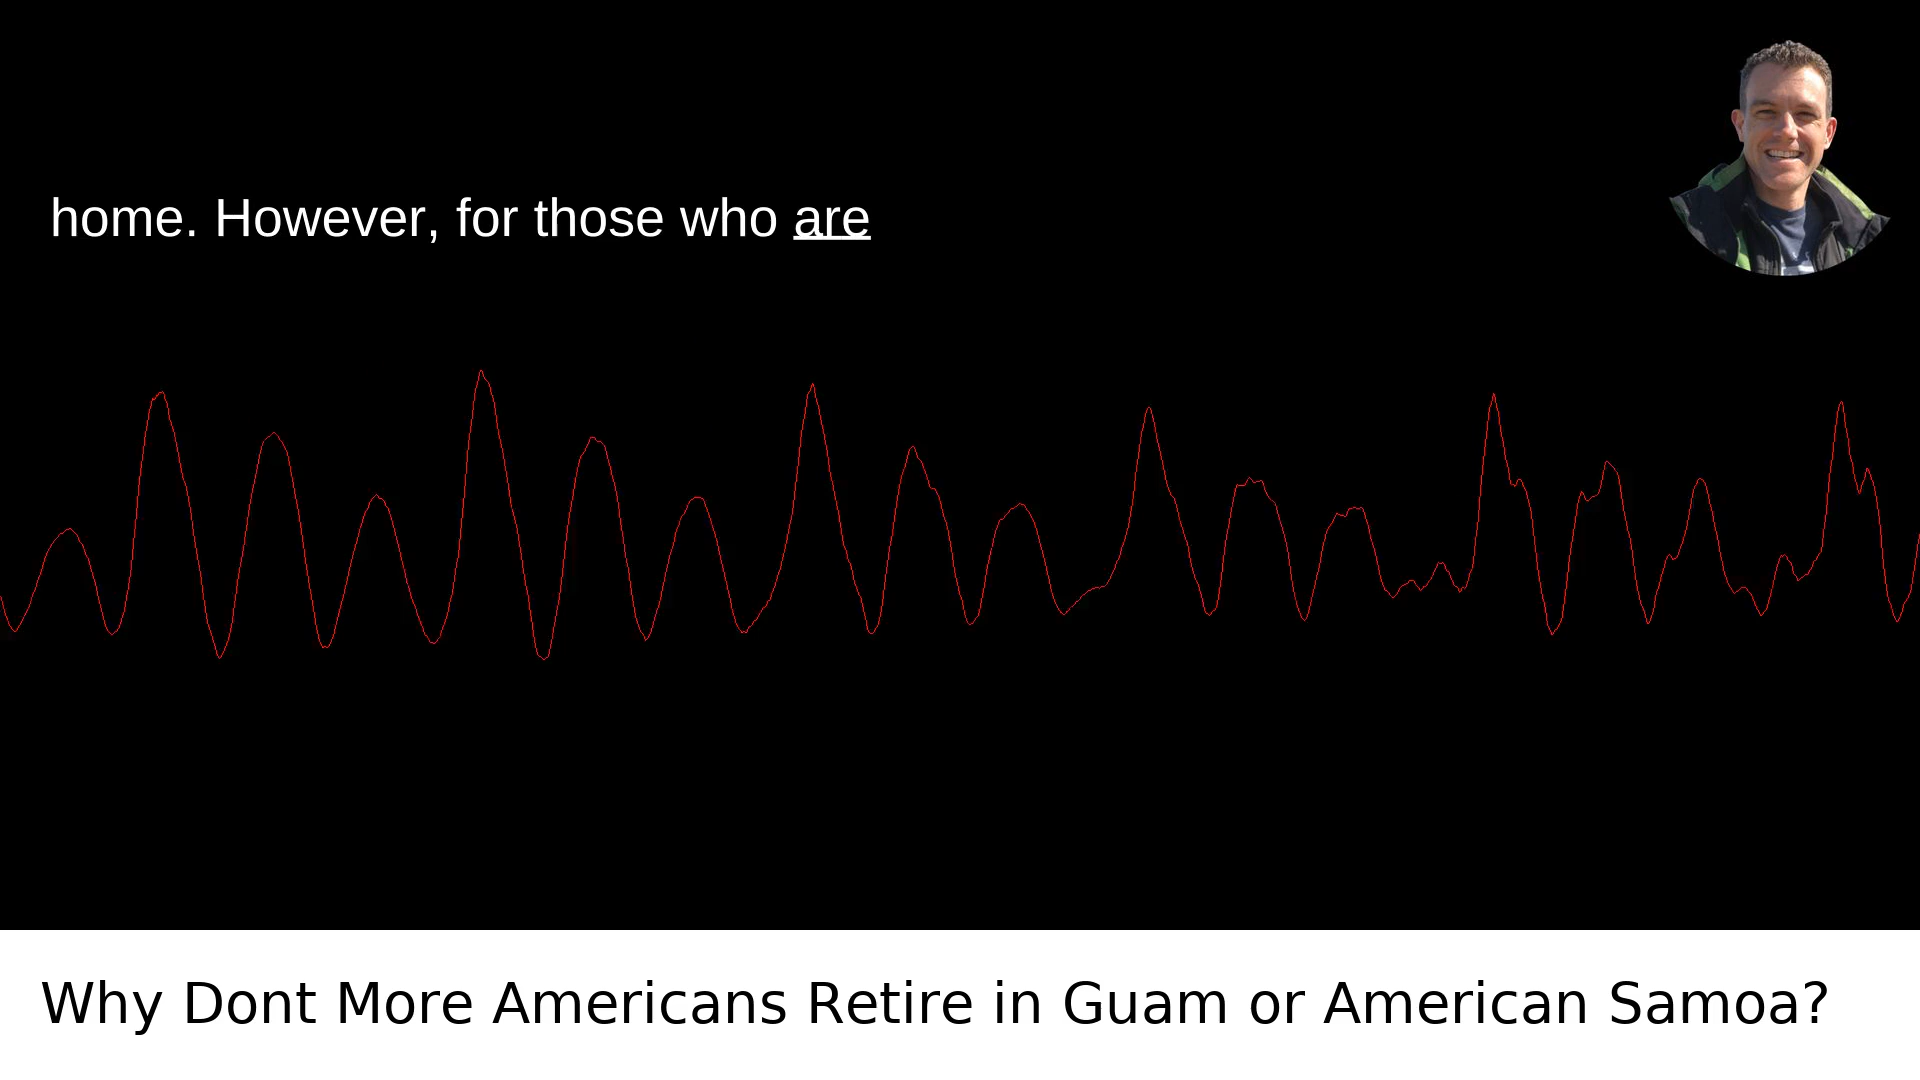 home. However, for those who are
Why Dont More Americans Retire in Guam or American Samoa?